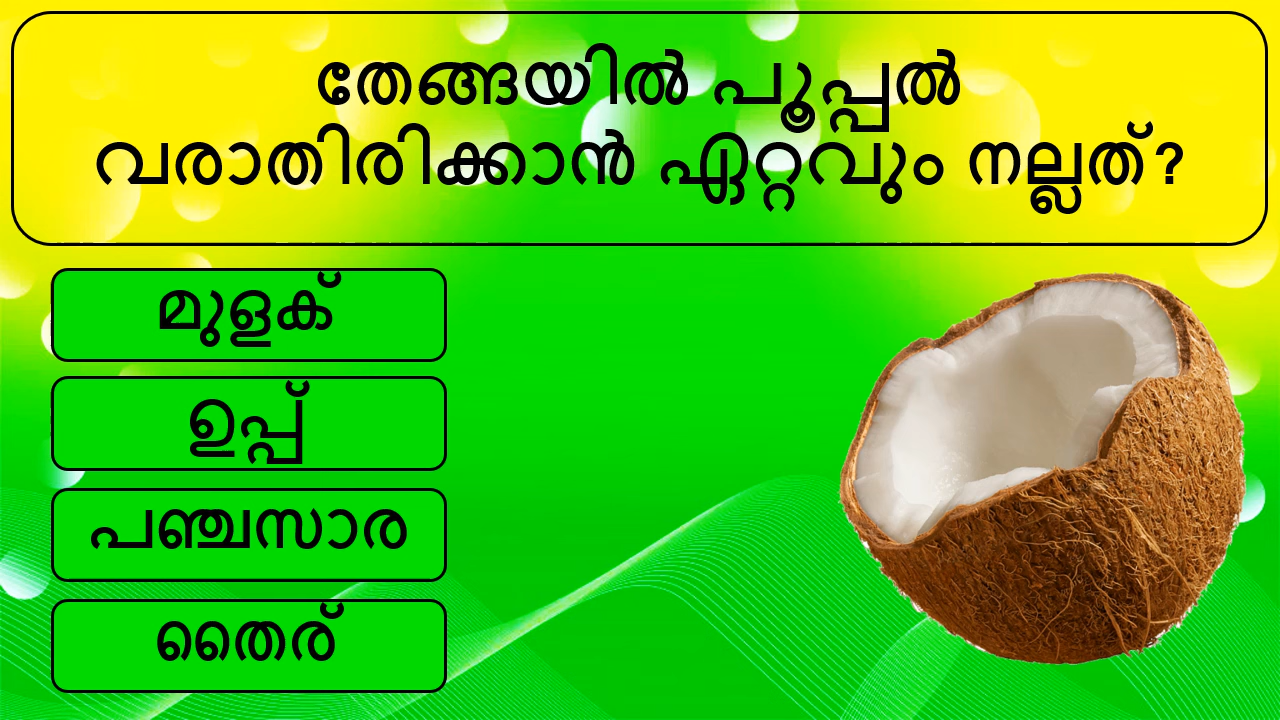 തേങ്ങയിൽ പൂപ്പൽ
വരാതിരിക്കാൻ ഏറ്റവും നല്ലത്?
മുളക്
ഉപ്പ്
പഞ്ചസാര
തൈര്